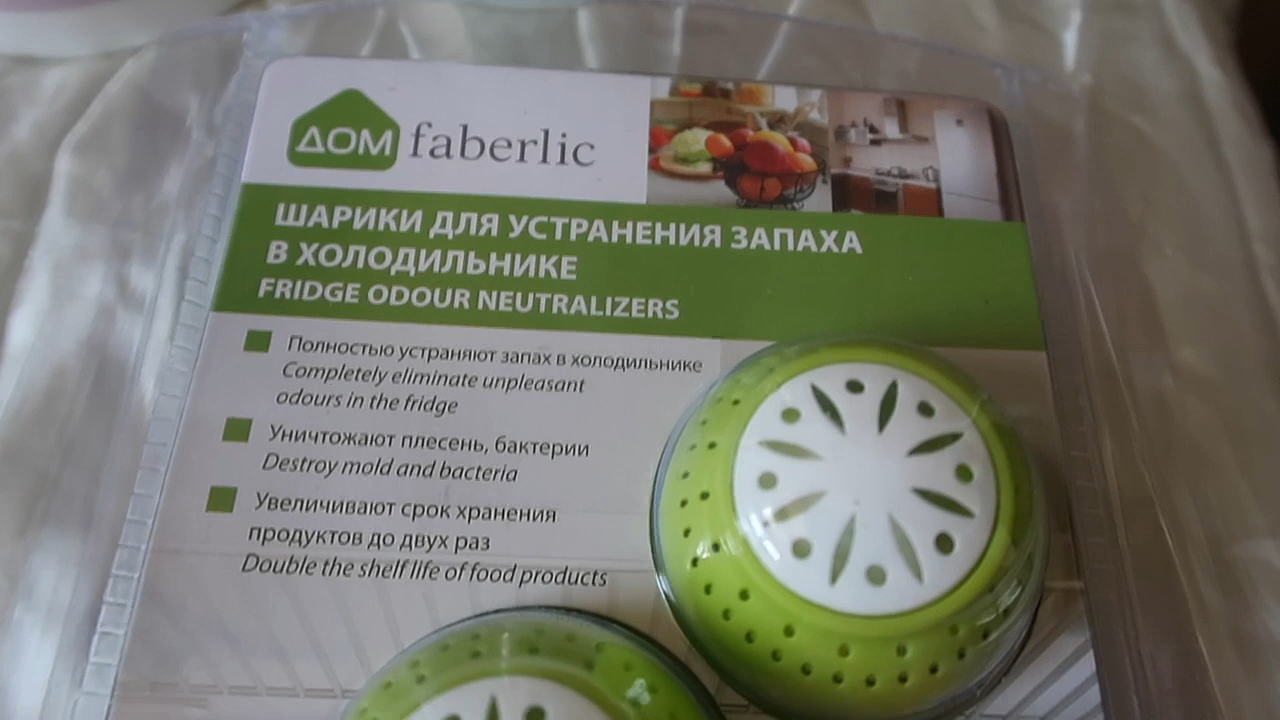 ДОМ faberlic
ШАРИКИ ДЛЯ УСТРАНЕНИЯ ЗАПАХА
В ХОЛОДИЛЬНИКЕ
FRIDGE ODOUR NEUTRALIZERS
Полностью устраняют запах в холодильнике
Completely eliminate unpleasant
odours in the fridge
Уничтожают плесень, бактерии
Destroy mold and bacteria
Увеличивают срок хранения
продуктов до двух раз
Double the shelf life of food products